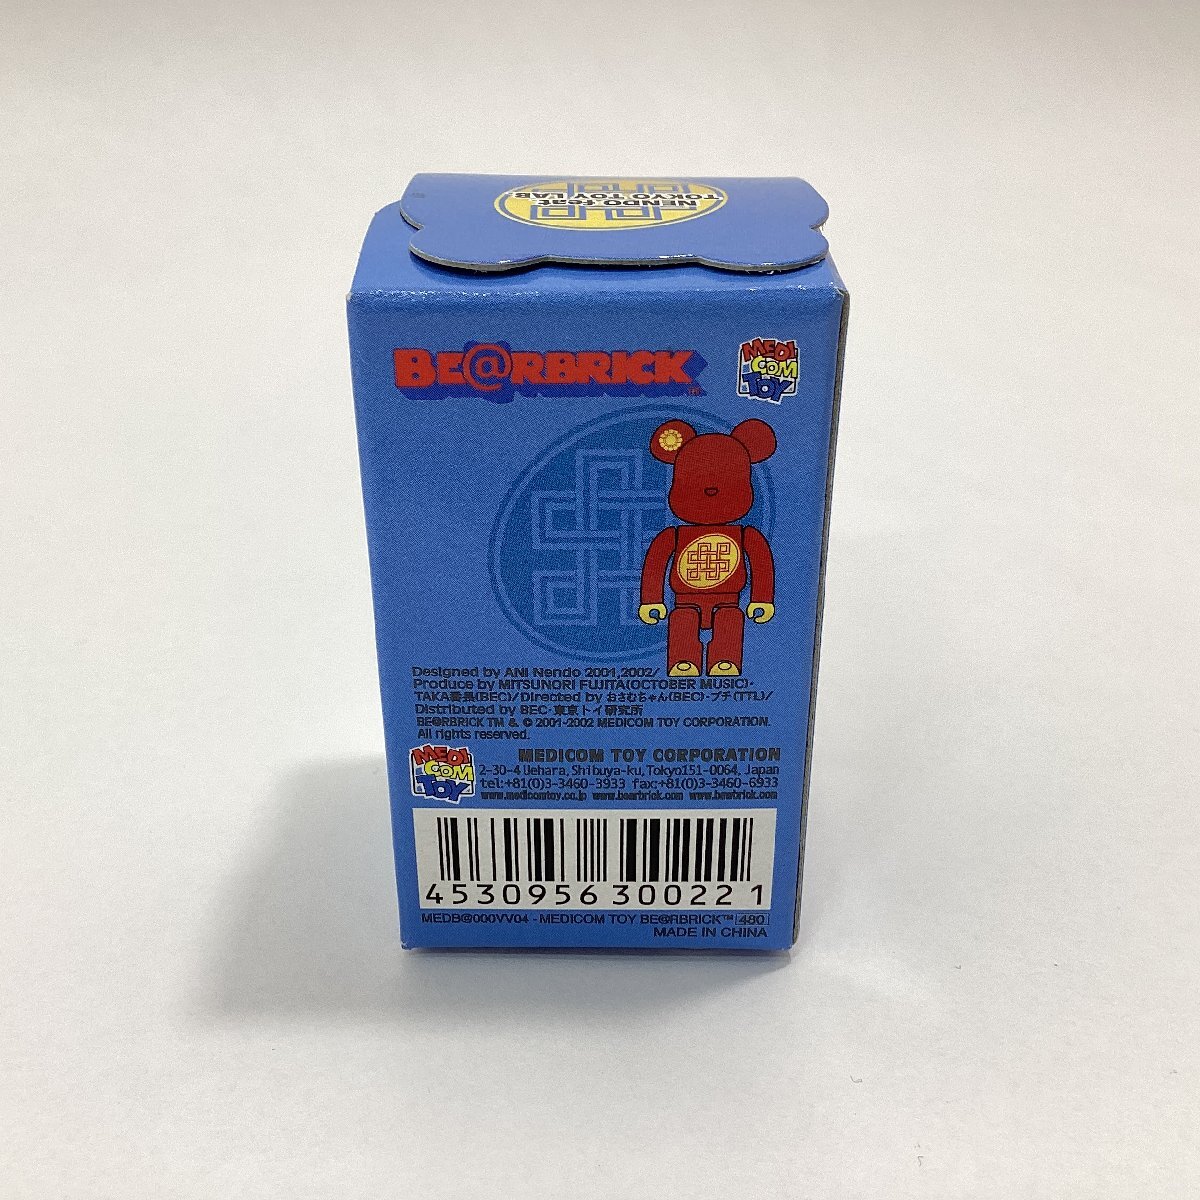 NENDO feat.
TOKYO TOY LAB.
BE@RBRICK TM
MEDI
COM
TOY
Designed by ANI Nendo 2001,2002/
Produce by MITSUNORI FUJITA(OCTOBER MUSIC)・
TAKA番長(BEC)/Directed by おさむちゃん(BEC)・プチ(TTL)/
Distributed by BEC・東京トイ研究所
BE@RBRICK TM & © 2001-2002 MEDICOM TOY CORPORATION.
All rights reserved.
MEDI
COM
TOY
MEDICOM TOY CORPORATION
2-30-4 Uehara, Shibuya-ku, Tokyo151-0064, Japan
tel:+81(0)3-3460-3933 fax:+81(0)3-3460-6933
www.medicomtoy.co.jp www.bearbrick.com www.be@rbrick.com
4530956300221
MEDB@000VV04 - MEDICOM TOY BE@RBRICK™ 480
MADE IN CHINA